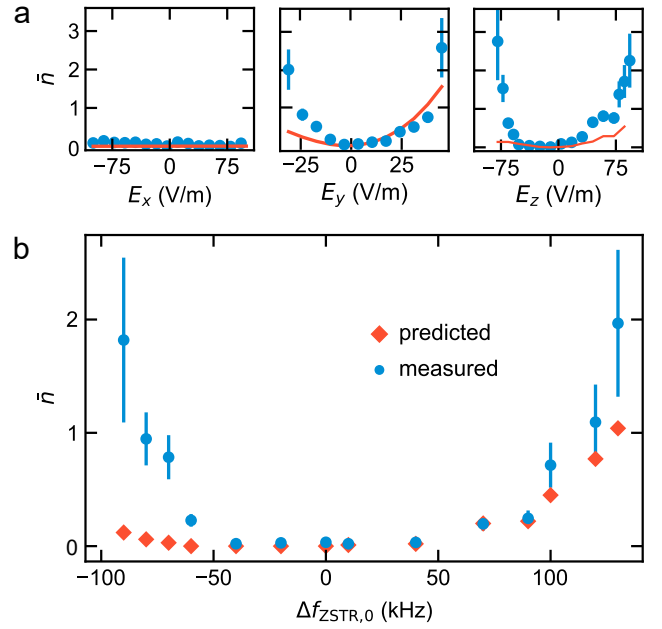 a
n̄
3
2
1
0
−75 0 75
E_x (V/m)
−25 0 25
E_y (V/m)
−75 0 75
E_z (V/m)
b
n̄
2
1
0
predicted
measured
−100 −50 0 50 100
Δf_ZSTR,0 (kHz)